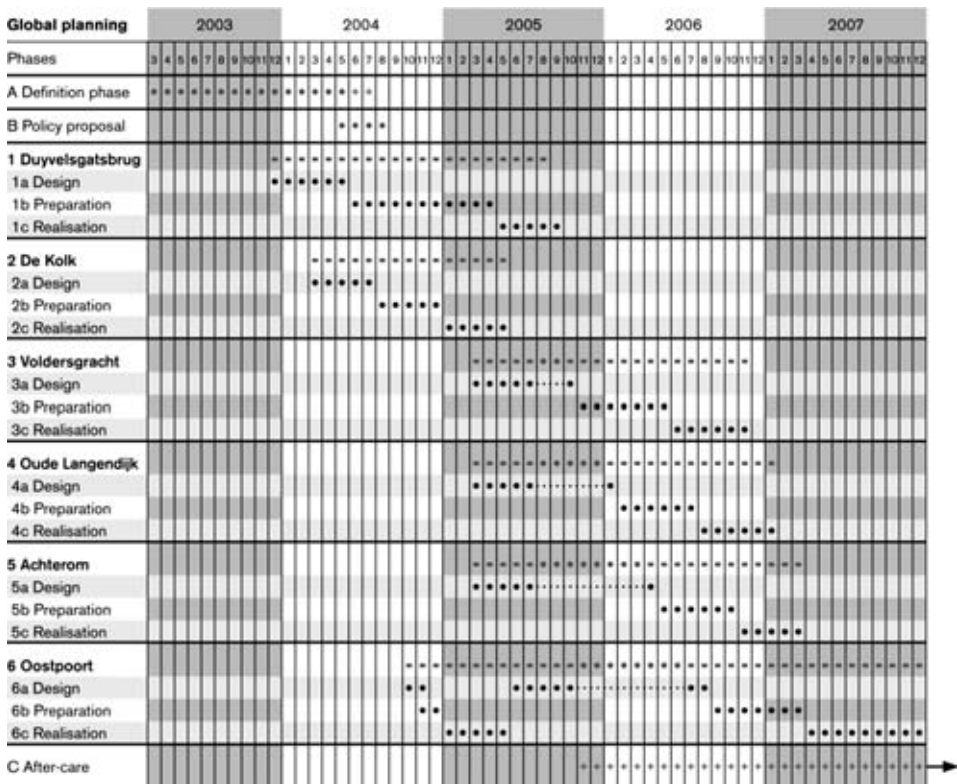 Global planning 2003 2004 2005 2006 2007
Phases 3 4 5 6 7 8 9 10 11 12 1 2 3 4 5 6 7 8 9 10 11 12 1 2 3 4 5 6 7 8 9 10 11 12 1 2 3 4 5 6 7 8 9 10 11 12 1 2 3 4 5 6 7 8 9 10 11 12
A Definition phase
B Policy proposal
1 Duyvelsgatsbrug
1a Design
1b Preparation
1c Realisation
2 De Kolk
2a Design
2b Preparation
2c Realisation
3 Voldersgracht
3a Design
3b Preparation
3c Realisation
4 Oude Langendijk
4a Design
4b Preparation
4c Realisation
5 Achterom
5a Design
5b Preparation
5c Realisation
6 Oostpoort
6a Design
6b Preparation
6c Realisation
C After-care